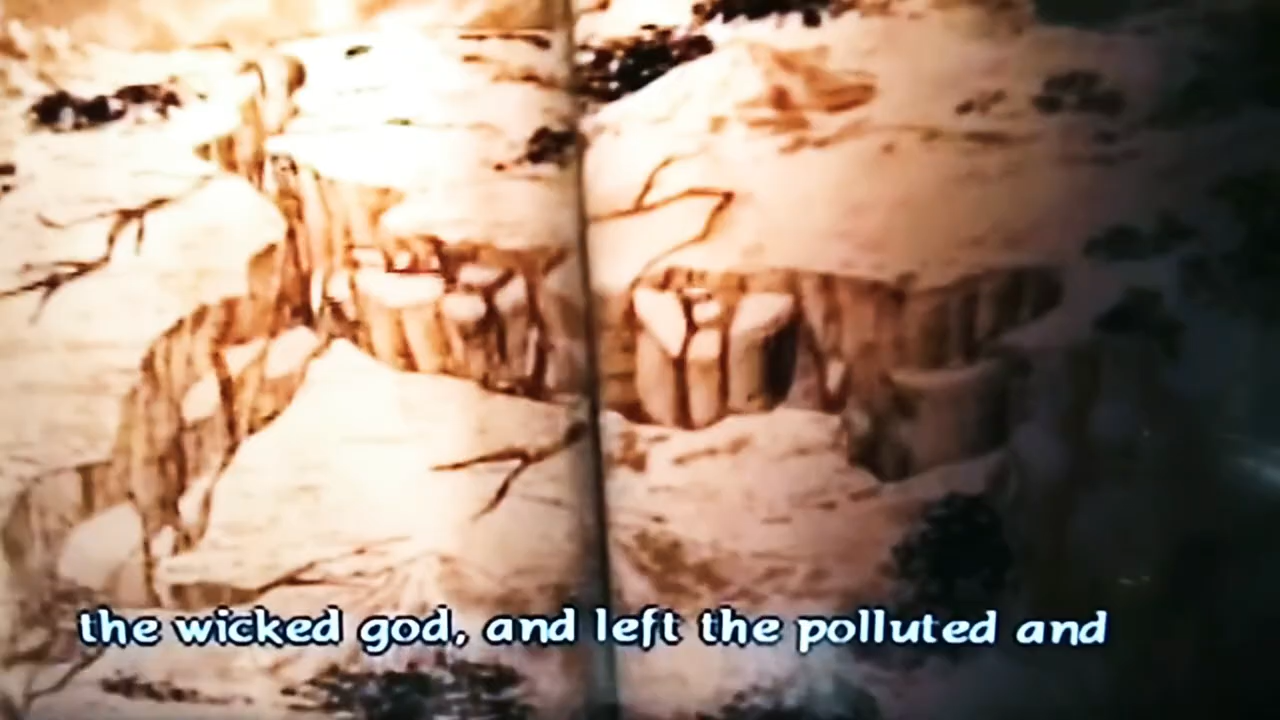 the wicked god, and left the polluted and